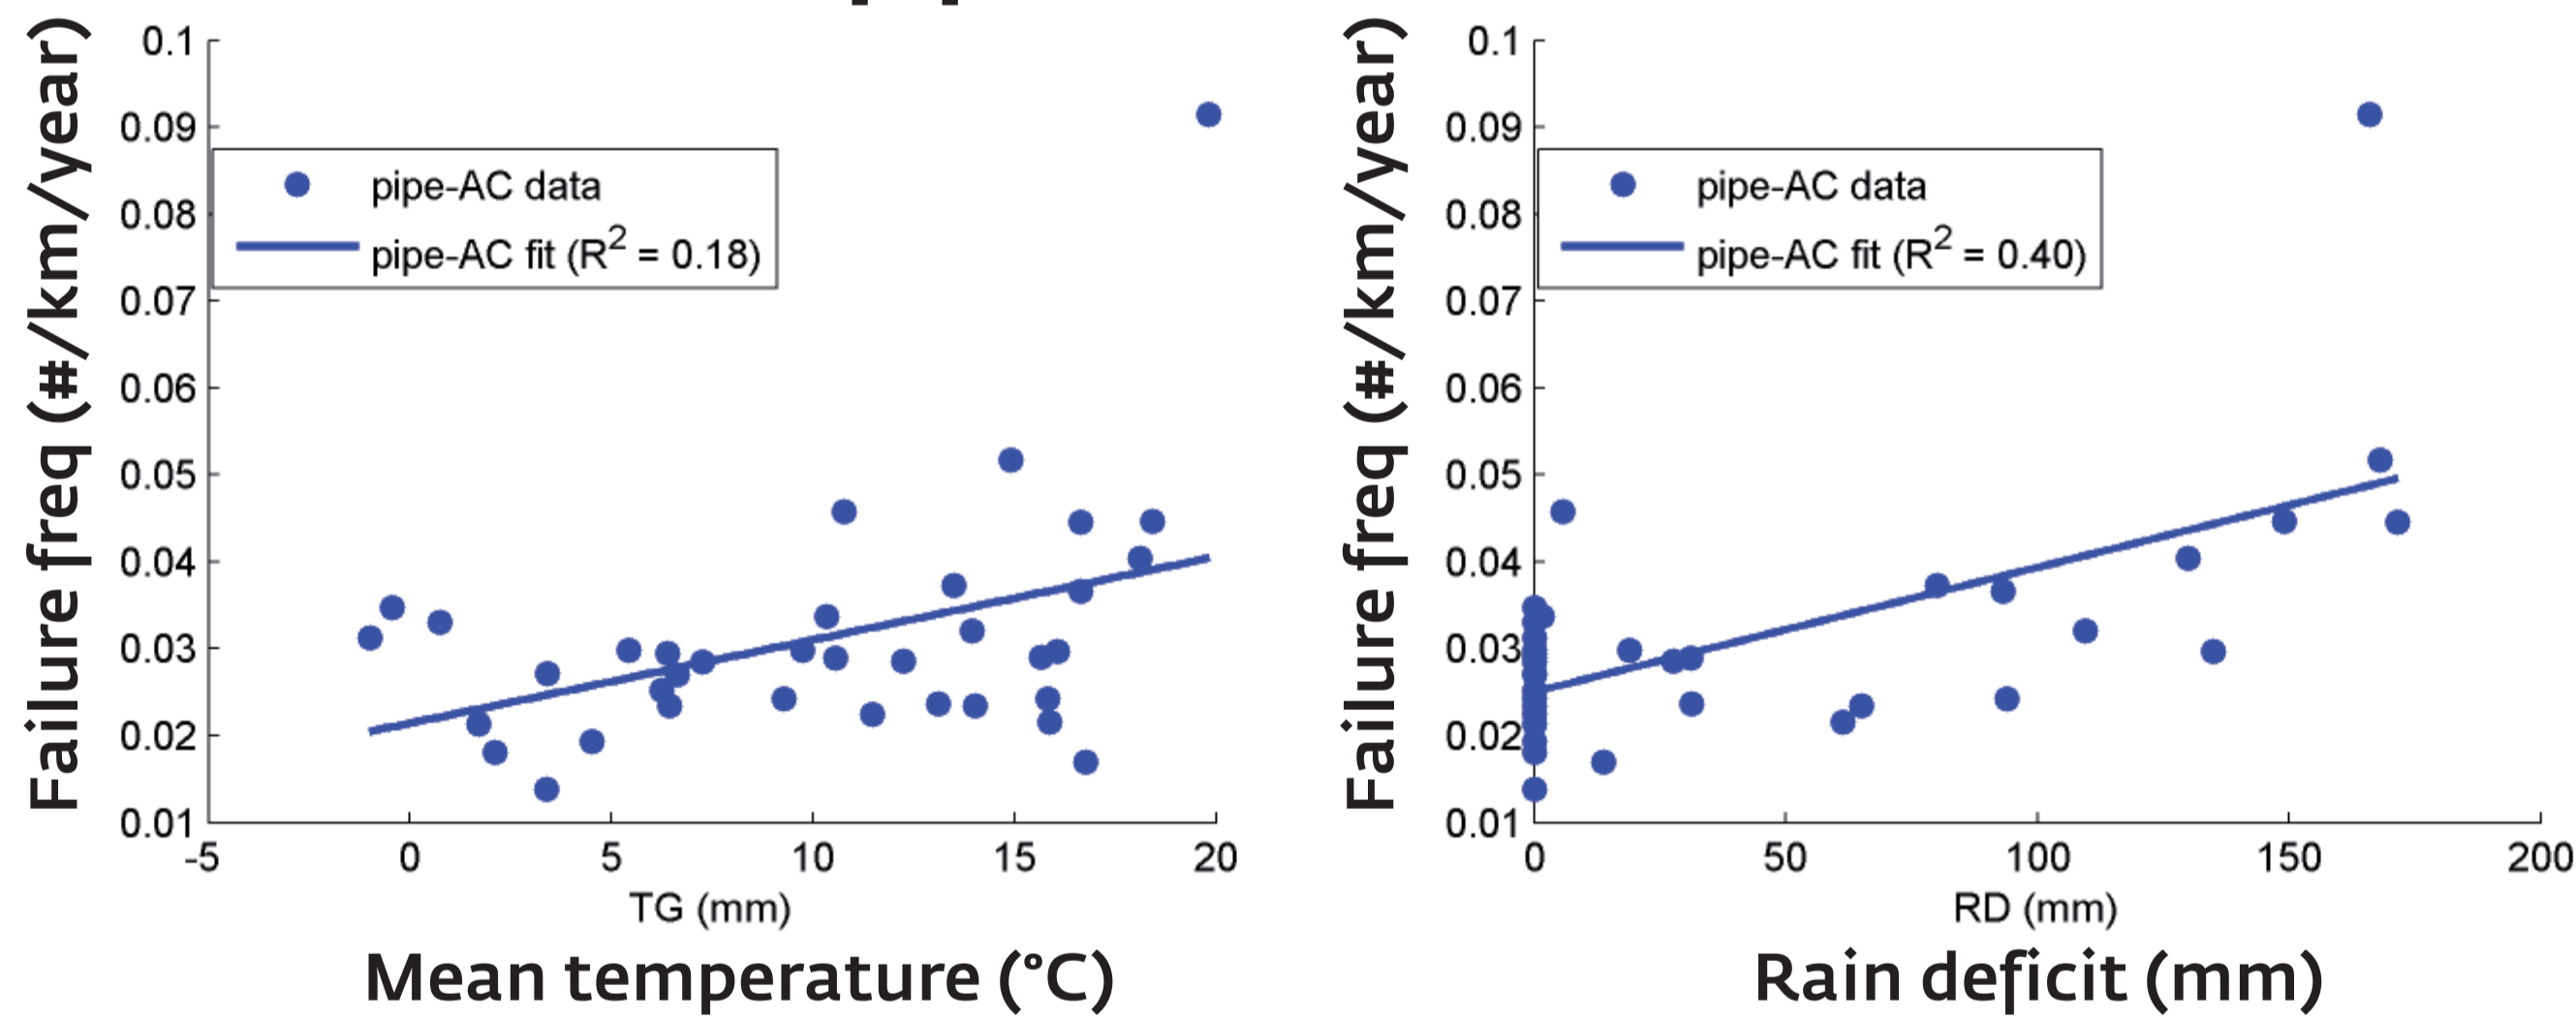 Failure freq (#/km/year)
0.1
0.09
0.08
0.07
0.06
0.05
0.04
0.03
0.02
0.01
pipe-AC data
pipe-AC fit (R² = 0.18)
-5 0 5 10 15 20
TG (mm)
Mean temperature (°C)
Failure freq (#/km/year)
0.1
0.09
0.08
0.07
0.06
0.05
0.04
0.03
0.02
0.01
pipe-AC data
pipe-AC fit (R² = 0.40)
0 50 100 150 200
RD (mm)
Rain deficit (mm)